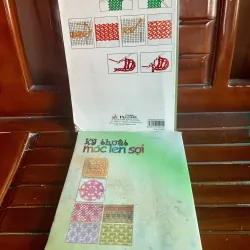 Kỹ thuật
móc len sợi